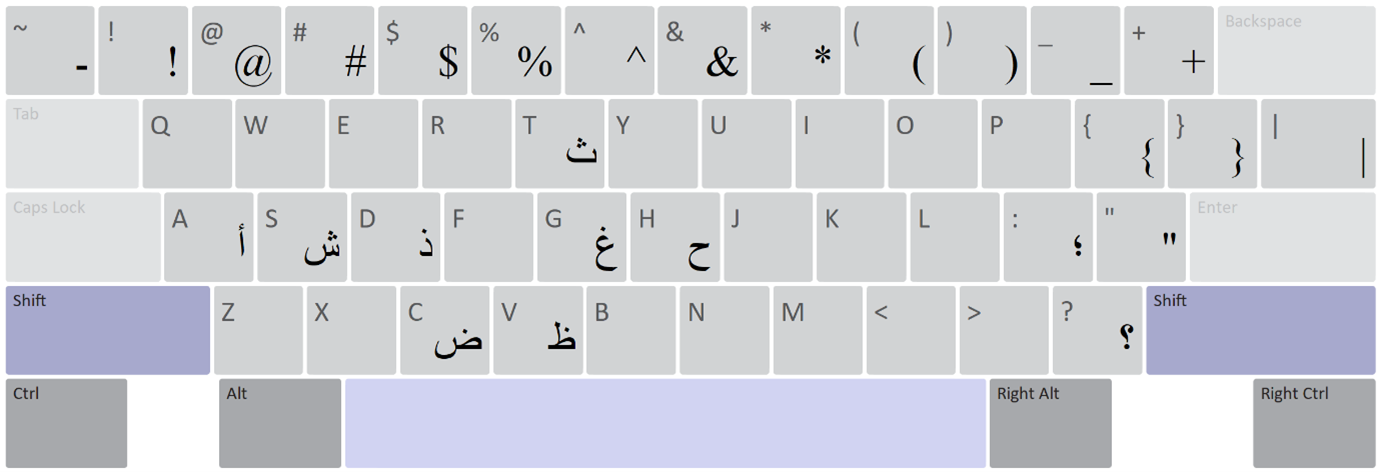 ~ - ! ! @ @ # # $ $ % % ^ ^ & & * * ( ( ) ) _ _ + + Backspace
Tab Q W E R T ث Y U I O P { { } } | |
Caps Lock A أ S ش D ذ F G غ H ح J K L : ؛ " " Enter
Shift Z X C ض V ظ B N M < > ? ؟ Shift
Ctrl Alt Right Alt Right Ctrl